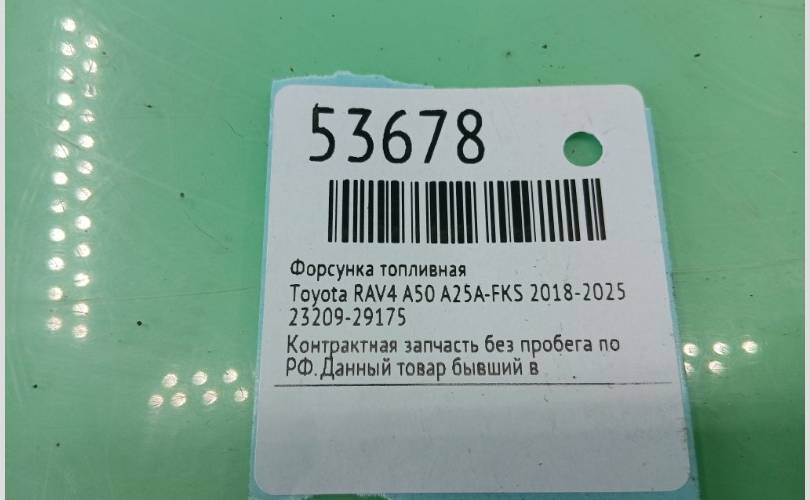 53678
Форсунка топливная
Toyota RAV4 A50 A25A-FKS 2018-2025
23209-29175
Контрактная запчасть без пробега по
РФ. Данный товар бывший в